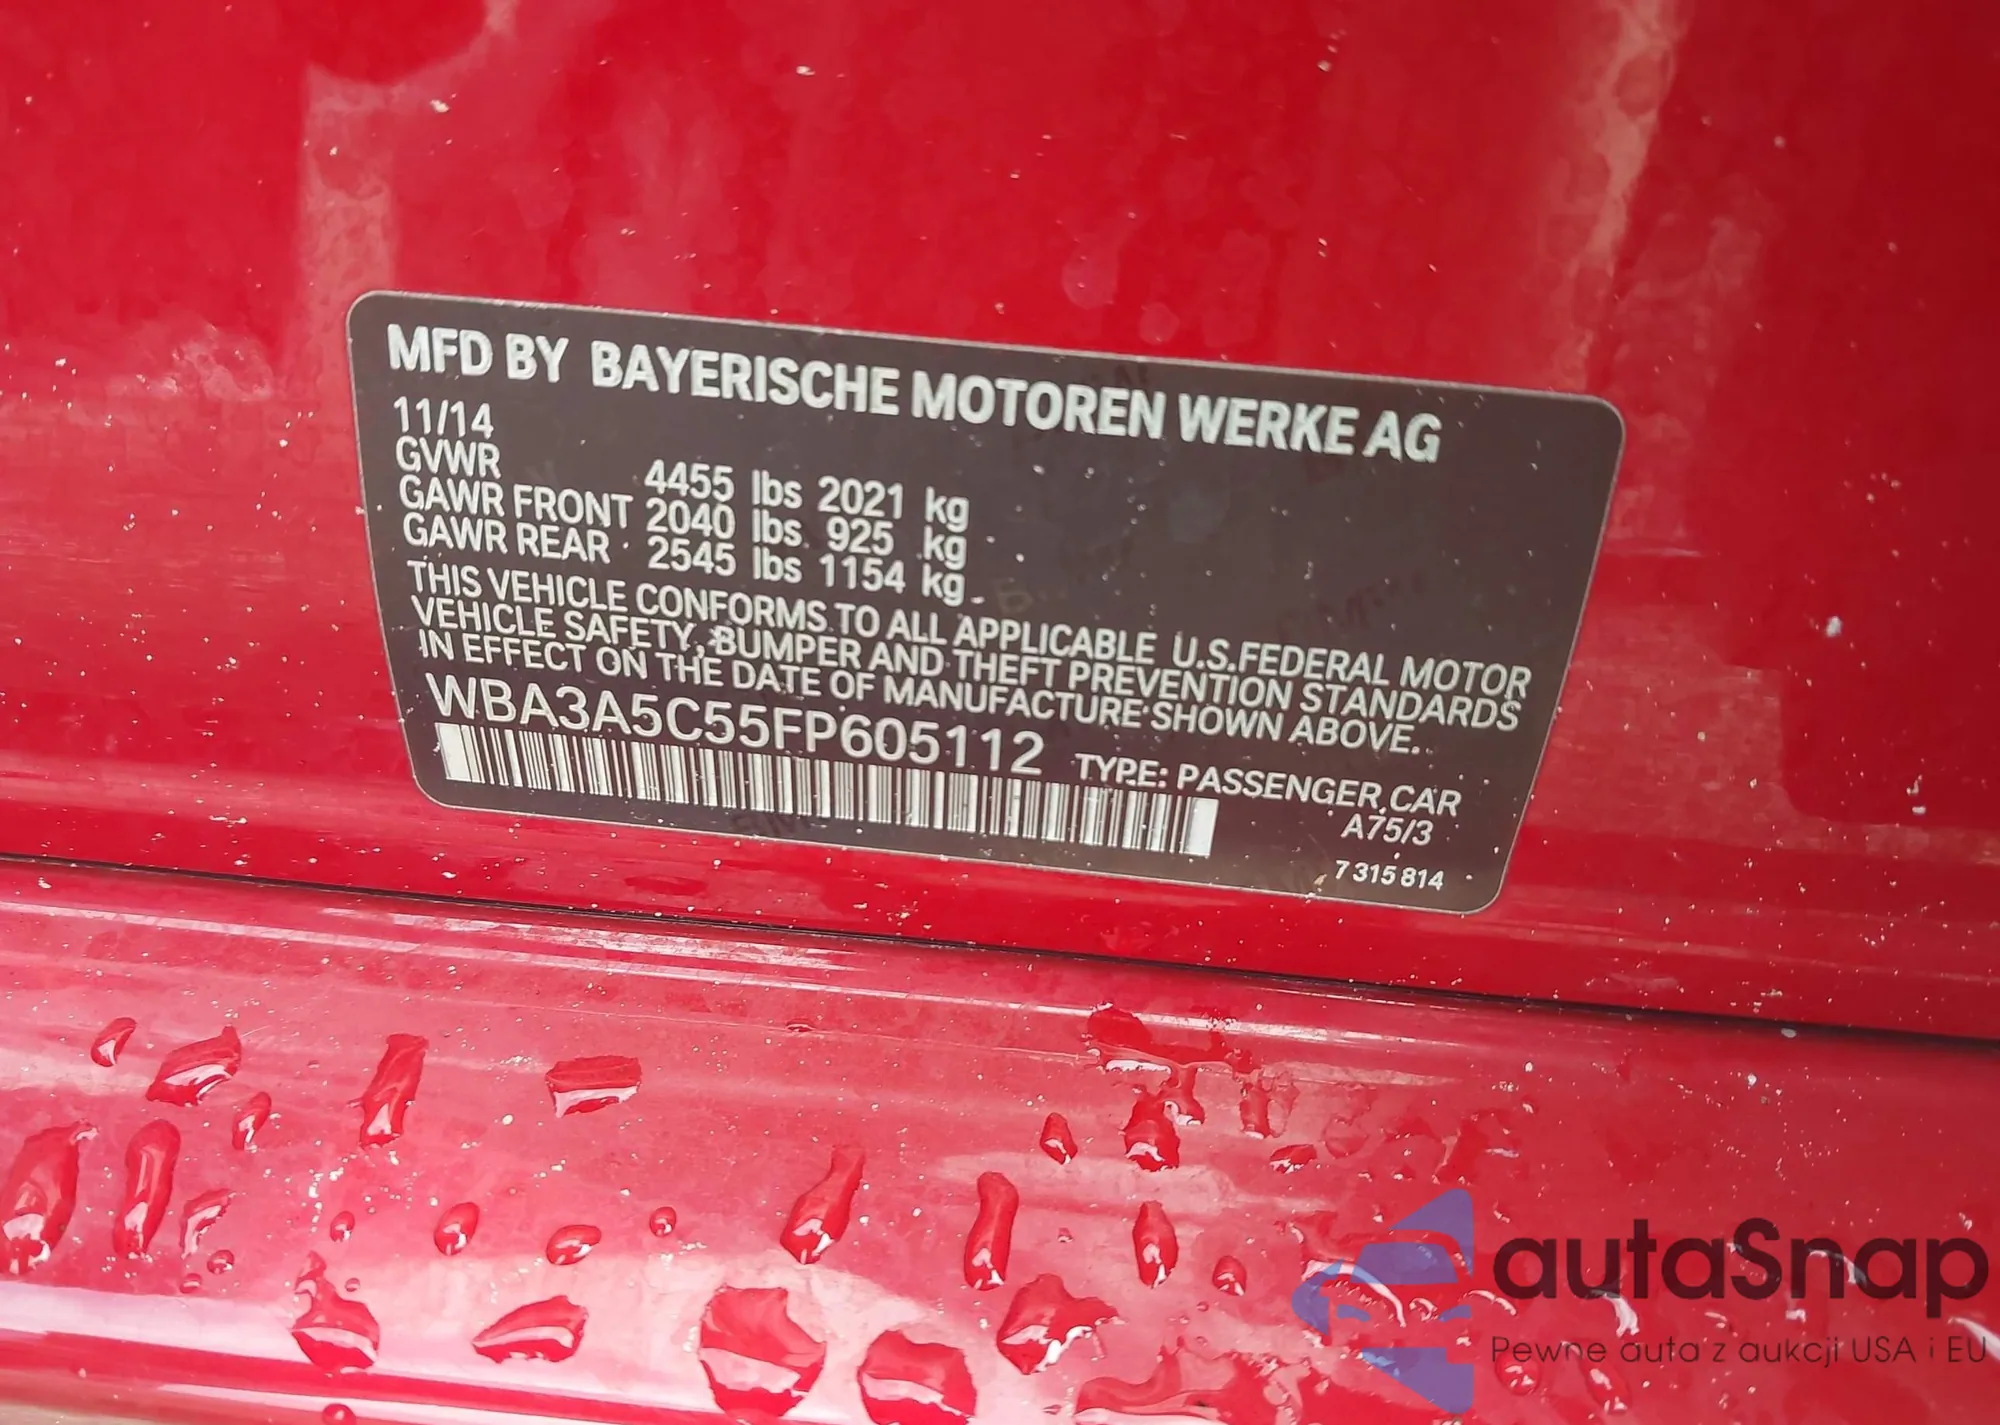 MFD BY BAYERISCHE MOTOREN WERKE AG
11/14
GVWR 4455 lbs 2021 kg
GAWR FRONT 2040 lbs 925 kg
GAWR REAR 2545 lbs 1154 kg
THIS VEHICLE CONFORMS TO ALL APPLICABLE U.S.FEDERAL MOTOR
VEHICLE SAFETY, BUMPER AND THEFT PREVENTION STANDARDS
IN EFFECT ON THE DATE OF MANUFACTURE SHOWN ABOVE.
WBA3A5C55FP605112 TYPE: PASSENGER CAR
A75/3
7 315 814
autaSnap
Pewne auta z aukcji USA i EU